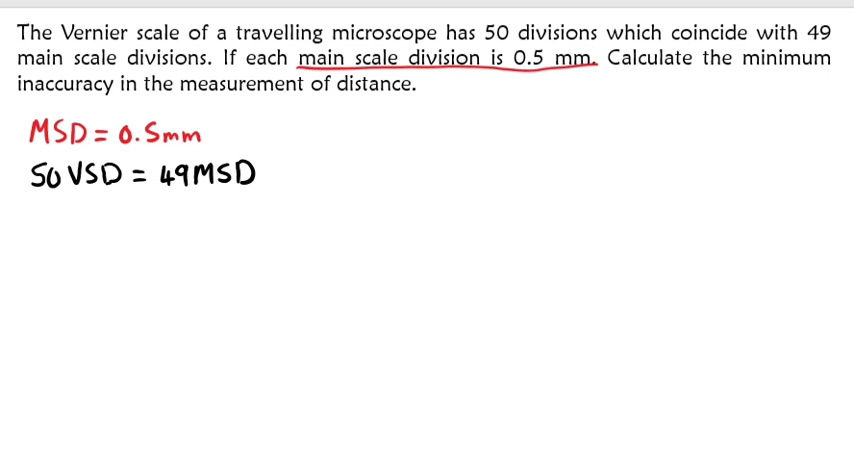 The Vernier scale of a travelling microscope has 50 divisions which coincide with 49
main scale divisions. If each main scale division is 0.5 mm. Calculate the minimum
inaccuracy in the measurement of distance.
MSD = 0.5mm
50 VSD = 49MSD